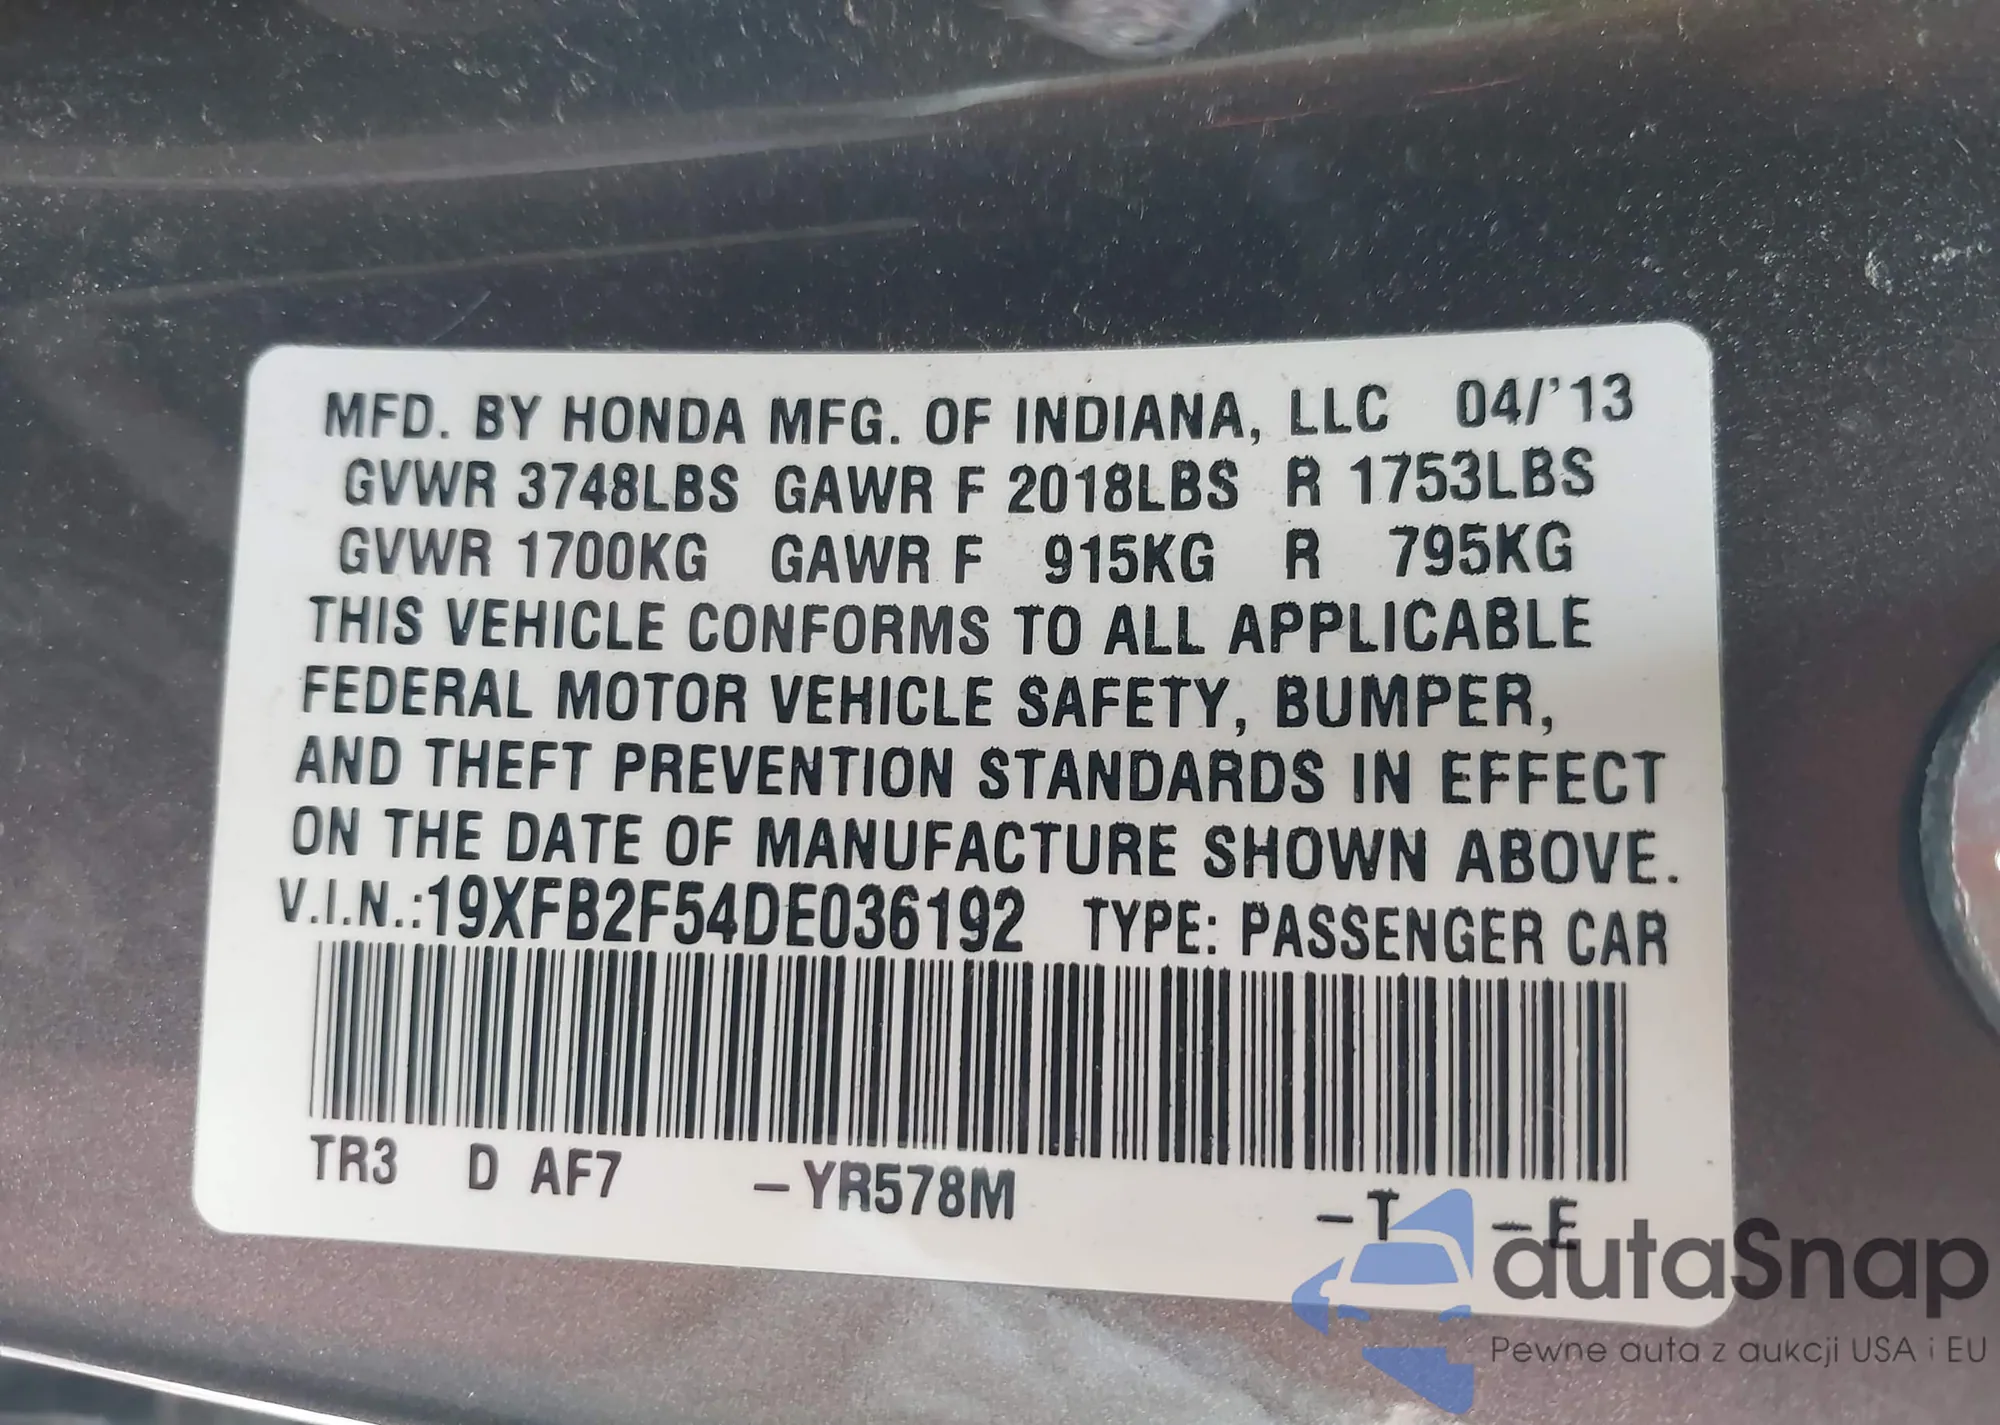 MFD. BY HONDA MFG. OF INDIANA, LLC 04/'13
GVWR 3748LBS GAWR F 2018LBS R 1753LBS
GVWR 1700KG GAWR F 915KG R 795KG
THIS VEHICLE CONFORMS TO ALL APPLICABLE
FEDERAL MOTOR VEHICLE SAFETY, BUMPER,
AND THEFT PREVENTION STANDARDS IN EFFECT
ON THE DATE OF MANUFACTURE SHOWN ABOVE.
V.I.N.:19XFB2F54DE036192 TYPE: PASSENGER CAR
TR3 D AF7 -YR578M -T -E
autaSnap
Pewne auta z aukcji USA i EU